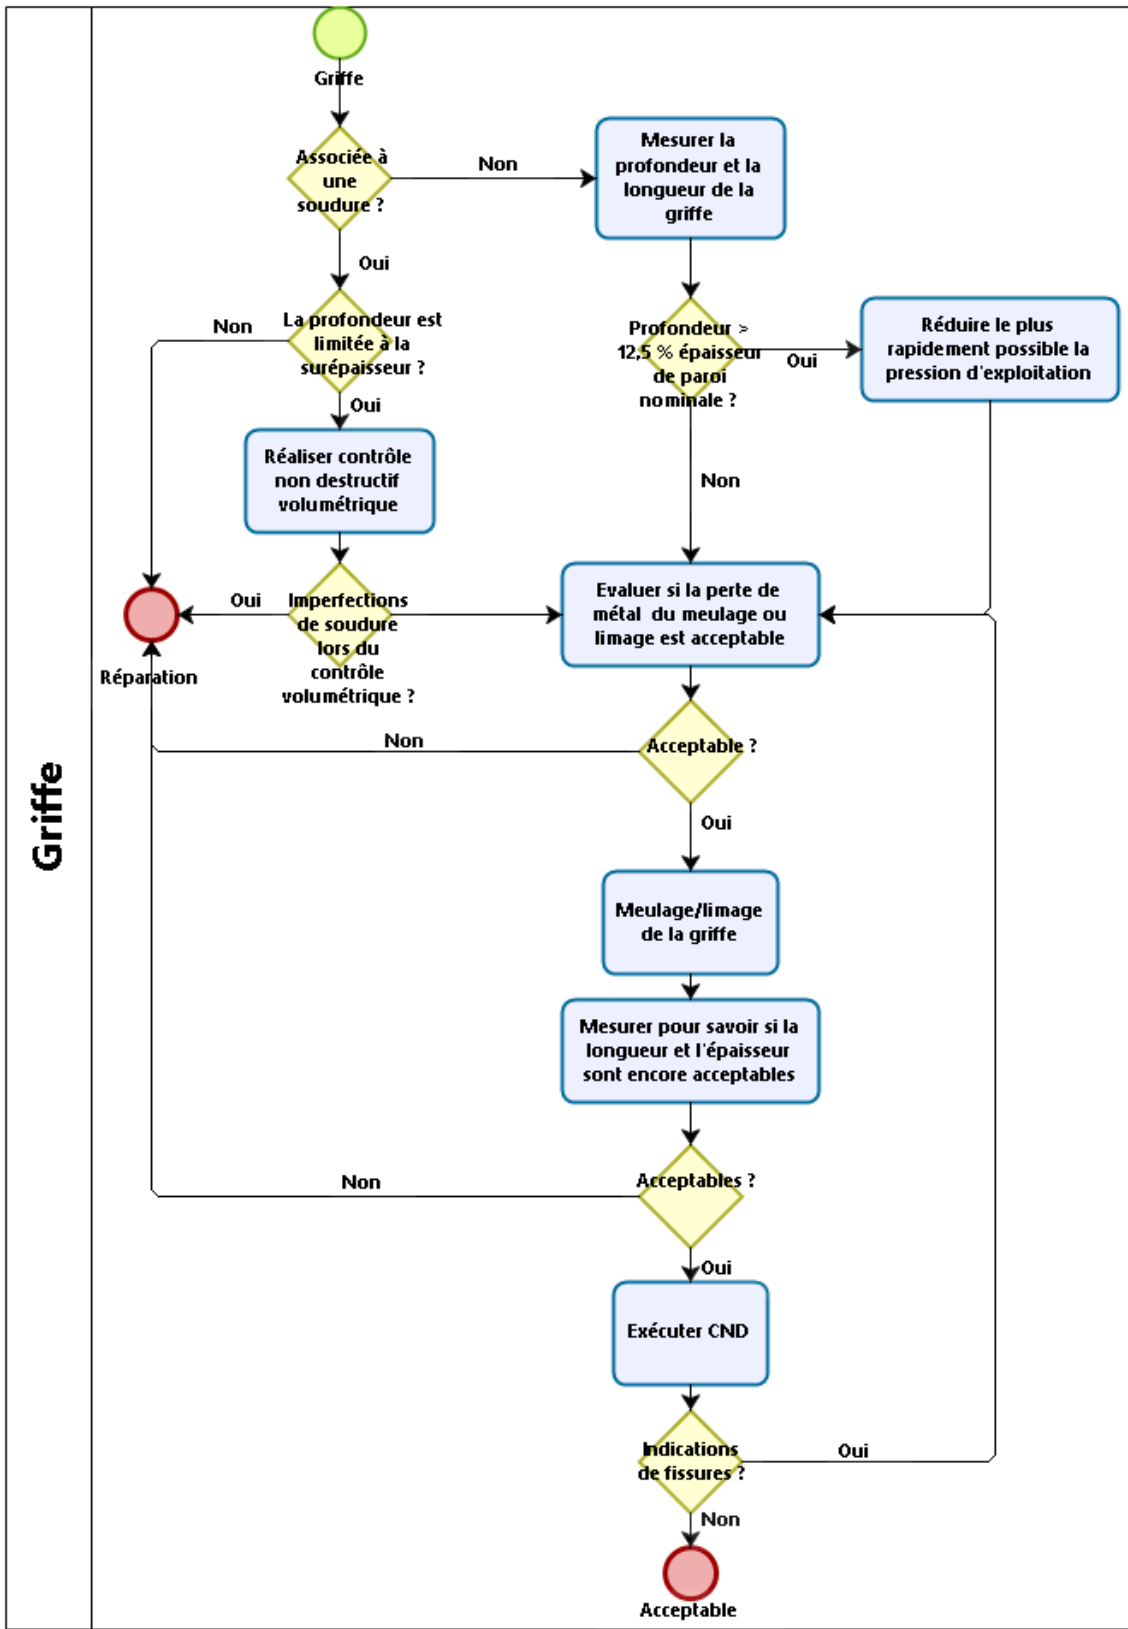 Griffe
Griffe
Associée à
une
soudure ?
Non
Mesurer la
profondeur et la
longueur de la
griffe
Oui
Non
La profondeur est
limitée à la
surépaisseur ?
Profondeur >
12,5 % épaisseur
de paroi
nominale ?
Oui
Réduire le plus
rapidement possible la
pression d'exploitation
Oui
Réaliser contrôle
non destructif
volumétrique
Non
Oui
Réparation
Imperfections
de soudure
lors du
contrôle
volumétrique ?
Evaluer si la perte de
métal du meulage ou
limage est acceptable
Non
Acceptable ?
Oui
Meulage/limage
de la griffe
Mesurer pour savoir si la
longueur et l'épaisseur
sont encore acceptables
Non
Acceptables ?
Oui
Exécuter CND
Indications
de fissures ?
Oui
Non
Acceptable